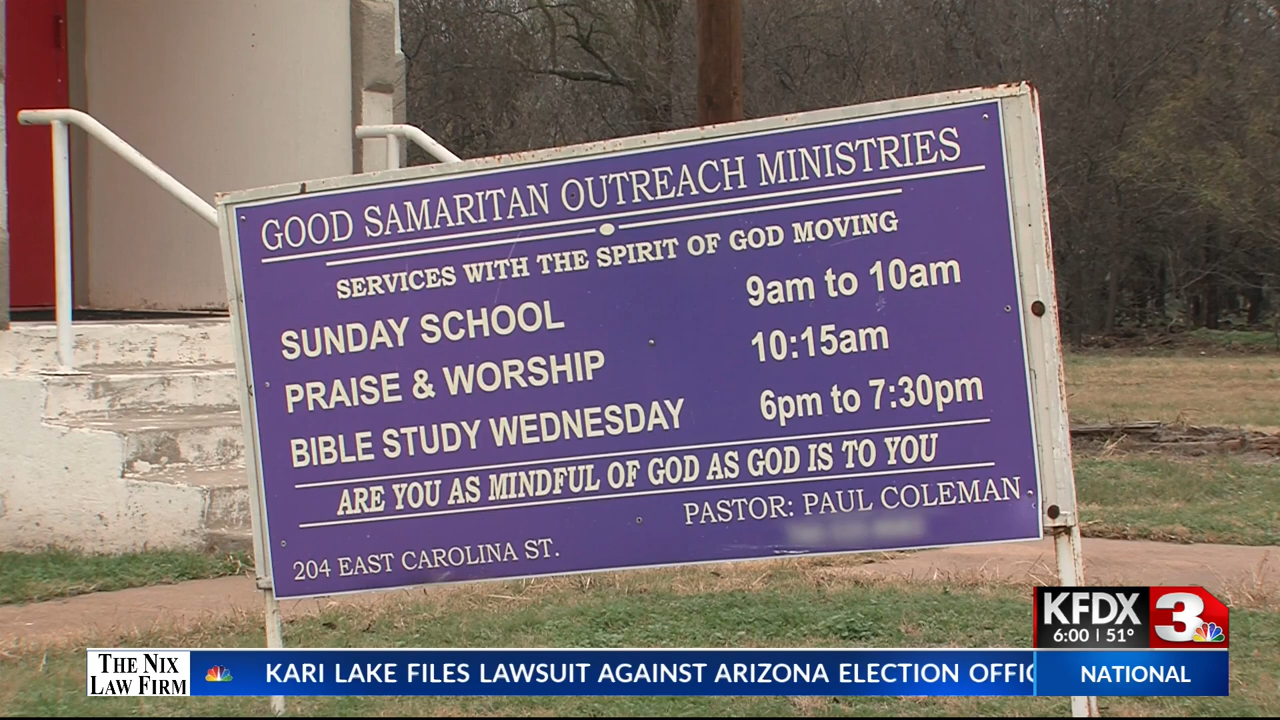 GOOD SAMARITAN OUTREACH MINISTRIES
SERVICES WITH THE SPIRIT OF GOD MOVING
SUNDAY SCHOOL 9am to 10am
PRAISE & WORSHIP 10:15am
BIBLE STUDY WEDNESDAY 6pm to 7:30pm
ARE YOU AS MINDFUL OF GOD AS GOD IS TO YOU
PASTOR: PAUL COLEMAN
204 EAST CAROLINA ST.
KFDX 3
6:00 51°
THE NIX
LAW FIRM
KARI LAKE FILES LAWSUIT AGAINST ARIZONA ELECTION
NATIONAL